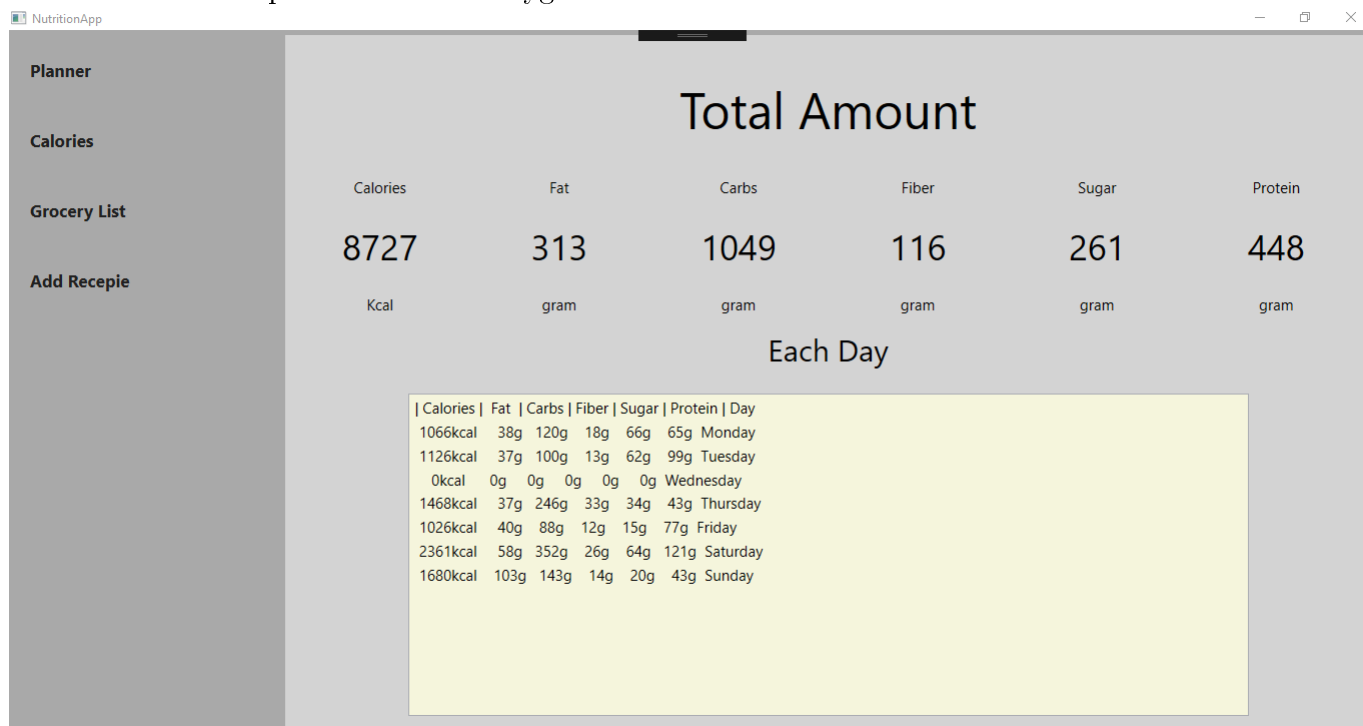 NutritionApp
Planner
Calories
Grocery List
Add Recepie
Total Amount
Calories Fat Carbs Fiber Sugar Protein
8727 313 1049 116 261 448
Kcal gram gram gram gram gram
Each Day
| Calories | Fat | Carbs | Fiber | Sugar | Protein | Day
1066kcal 38g 120g 18g 66g 65g Monday
1126kcal 37g 100g 13g 62g 99g Tuesday
0kcal 0g 0g 0g 0g 0g Wednesday
1468kcal 37g 246g 33g 34g 43g Thursday
1026kcal 40g 88g 12g 15g 77g Friday
2361kcal 58g 352g 26g 64g 121g Saturday
1680kcal 103g 143g 14g 20g 43g Sunday